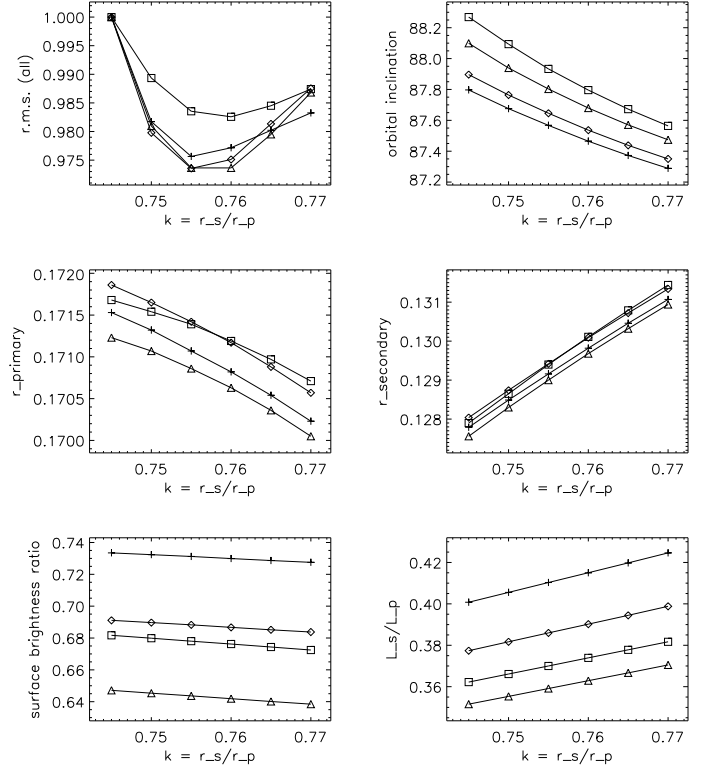 r.m.s. (all)
1.000
0.995
0.990
0.985
0.980
0.975
0.75 0.76 0.77
k = r_s/r_p
orbital inclination
88.2
88.0
87.8
87.6
87.4
87.2
0.75 0.76 0.77
k = r_s/r_p
r_primary
0.1720
0.1715
0.1710
0.1705
0.1700
0.75 0.76 0.77
k = r_s/r_p
r_secondary
0.131
0.130
0.129
0.128
0.75 0.76 0.77
k = r_s/r_p
surface brightness ratio
0.74
0.72
0.70
0.68
0.66
0.64
0.75 0.76 0.77
k = r_s/r_p
L_s/L_p
0.42
0.40
0.38
0.36
0.75 0.76 0.77
k = r_s/r_p